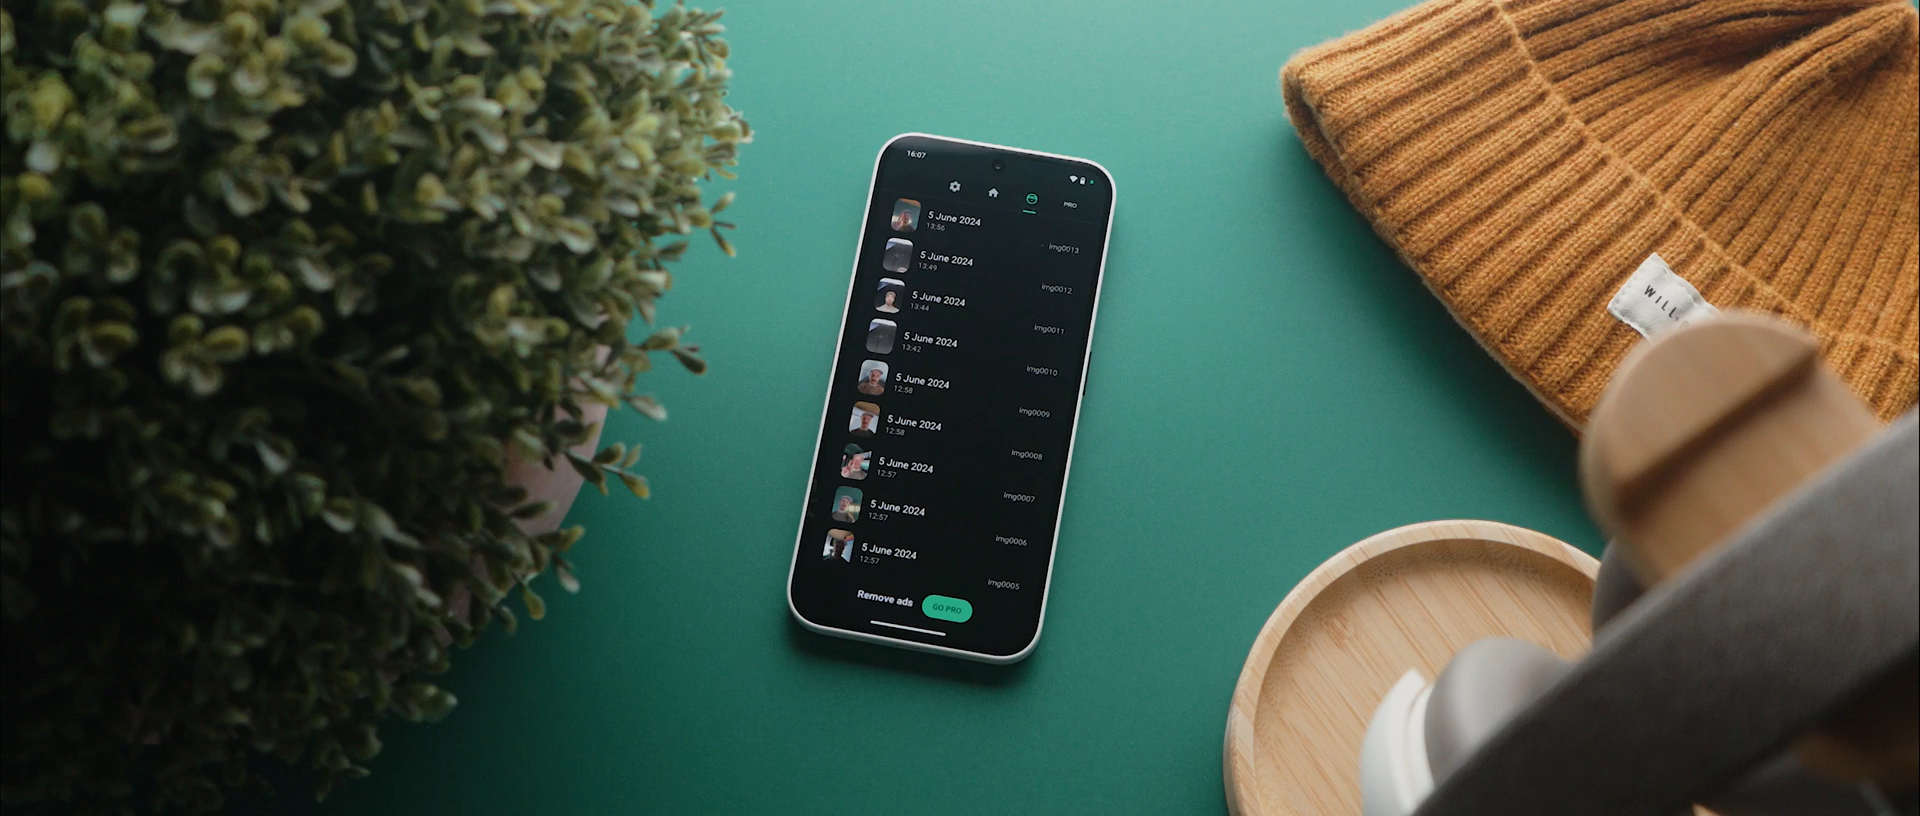 16:07
PRO
5 June 2024
13:56
Img0013
5 June 2024
13:49
Img0012
5 June 2024
13:44
Img0011
5 June 2024
13:42
Img0010
5 June 2024
12:58
Img0009
5 June 2024
12:58
Img0008
5 June 2024
12:57
Img0007
5 June 2024
12:57
Img0006
5 June 2024
12:57
Img0005
Remove ads
GO PRO